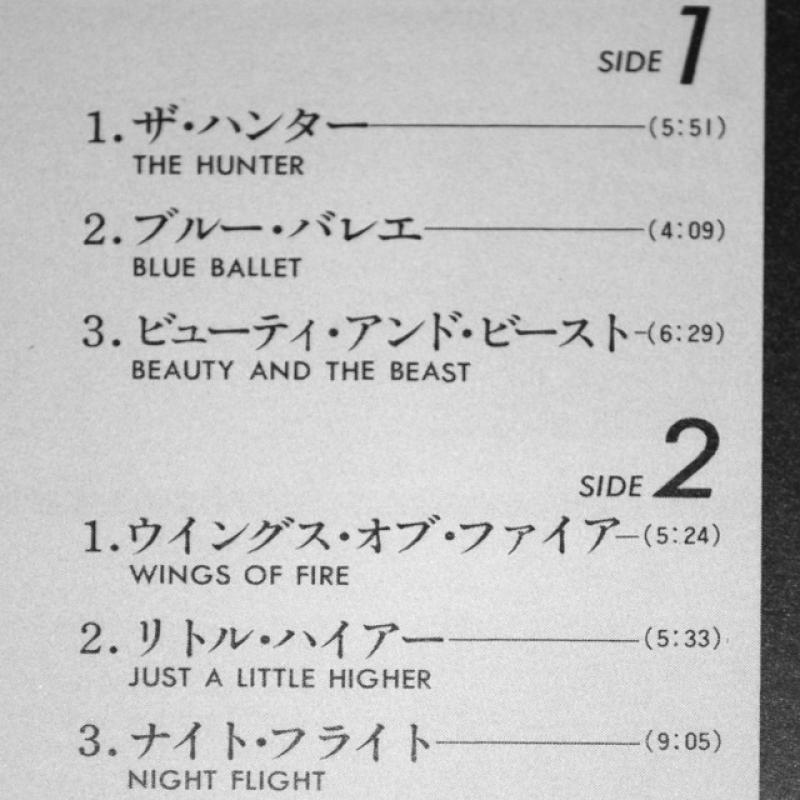 SIDE 1
1. ザ・ハンター (5:51)
THE HUNTER
2. ブルー・バレエ (4:09)
BLUE BALLET
3. ビューティ・アンド・ビースト (6:29)
BEAUTY AND THE BEAST
SIDE 2
1. ウイングス・オブ・ファイア (5:24)
WINGS OF FIRE
2. リトル・ハイアー (5:33)
JUST A LITTLE HIGHER
3. ナイト・フライト (9:05)
NIGHT FLIGHT